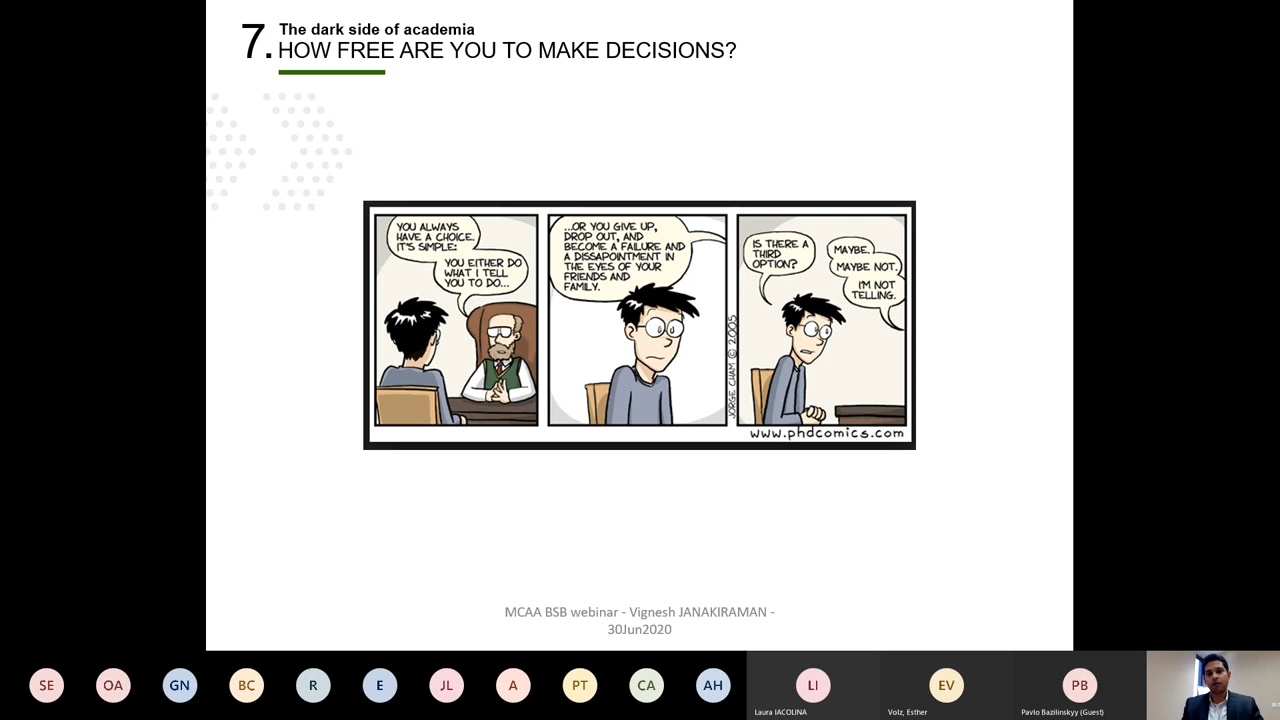 7.
The dark side of academia
HOW FREE ARE YOU TO MAKE DECISIONS?
YOU ALWAYS
HAVE A CHOICE.
IT'S SIMPLE:
YOU EITHER DO
WHAT I TELL
YOU TO DO...
...OR YOU GIVE UP,
DROP OUT, AND
BECOME A FAILURE AND
A DISSAPOINTMENT IN
THE EYES OF YOUR
FRIENDS AND
FAMILY.
IS THERE A
THIRD
OPTION?
MAYBE.
MAYBE NOT.
I'M NOT
TELLING.
JORGE CHAM © 2005
www.phdcomics.com
MCAA BSB webinar - Vignesh JANAKIRAMAN -
30Jun2020
SE
OA
GN
BC
R
E
JL
A
PT
CA
AH
LI
EV
PB
Laura IACOLINA
Volz, Esther
Pavlo Bazilinskyy (Guest)